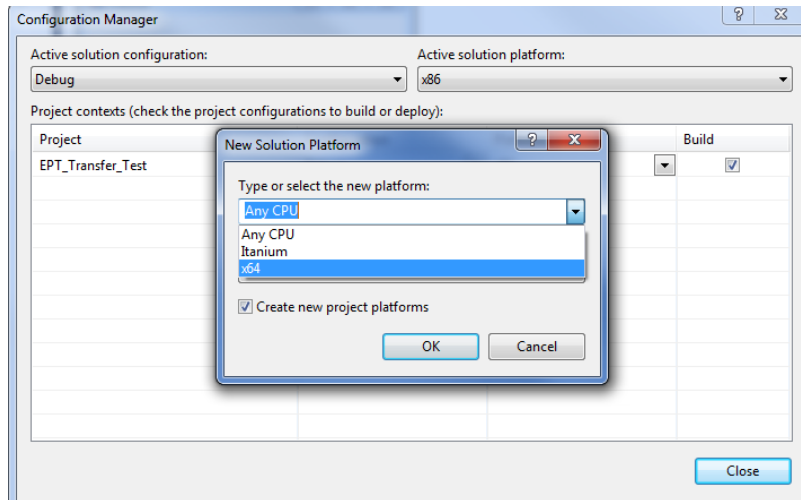 Configuration Manager
Active solution configuration:
Active solution platform:
Debug
x86
Project contexts (check the project configurations to build or deploy):
Project
Build
EPT_Transfer_Test
New Solution Platform
Type or select the new platform:
Any CPU
Any CPU
Itanium
x64
Create new project platforms
OK
Cancel
Close